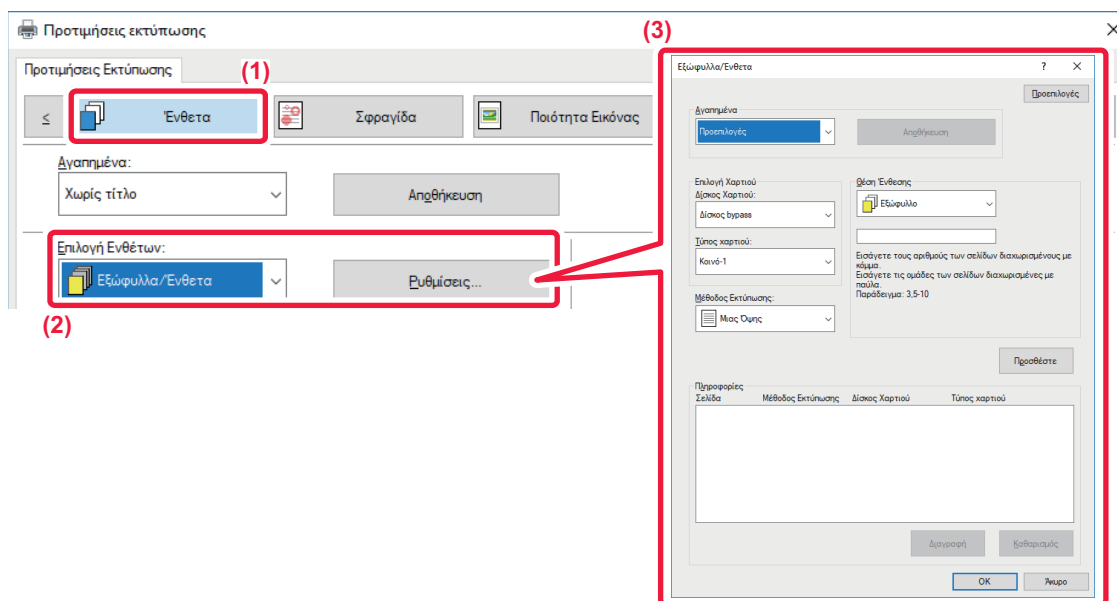 Προτιμήσεις εκτύπωσης
Προτιμήσεις Εκτύπωσης
(1)
≤ Ένθετα Σφραγίδα Ποιότητα Εικόνας
Αγαπημένα:
Χωρίς τίτλο Αποθήκευση
Επιλογή Ενθέτων:
Εξώφυλλα/Ένθετα Ρυθμίσεις...
(2)
(3)
Εξώφυλλα/Ένθετα ?
Προεπιλογές
Αγαπημένα
Προεπιλογές Αποθήκευση
Επιλογή Χαρτιού
Δίσκος Χαρτιού:
Δίσκος bypass
Τύπος χαρτιού:
Κοινό-1
Μέθοδος Εκτύπωσης:
Μιας Όψης
Θέση Ένθεσης
Εξώφυλλο
Εισάγετε τους αριθμούς των σελίδων διαχωρισμένους με
κόμμα.
Εισάγετε τις ομάδες των σελίδων διαχωρισμένες με
παύλα.
Παράδειγμα: 3,5-10
Προσθέστε
Πληροφορίες
Σελίδα Μέθοδος Εκτύπωσης Δίσκος Χαρτιού Τύπος χαρτιού
Διαγραφή Καθαρισμός
OK Άκυρο